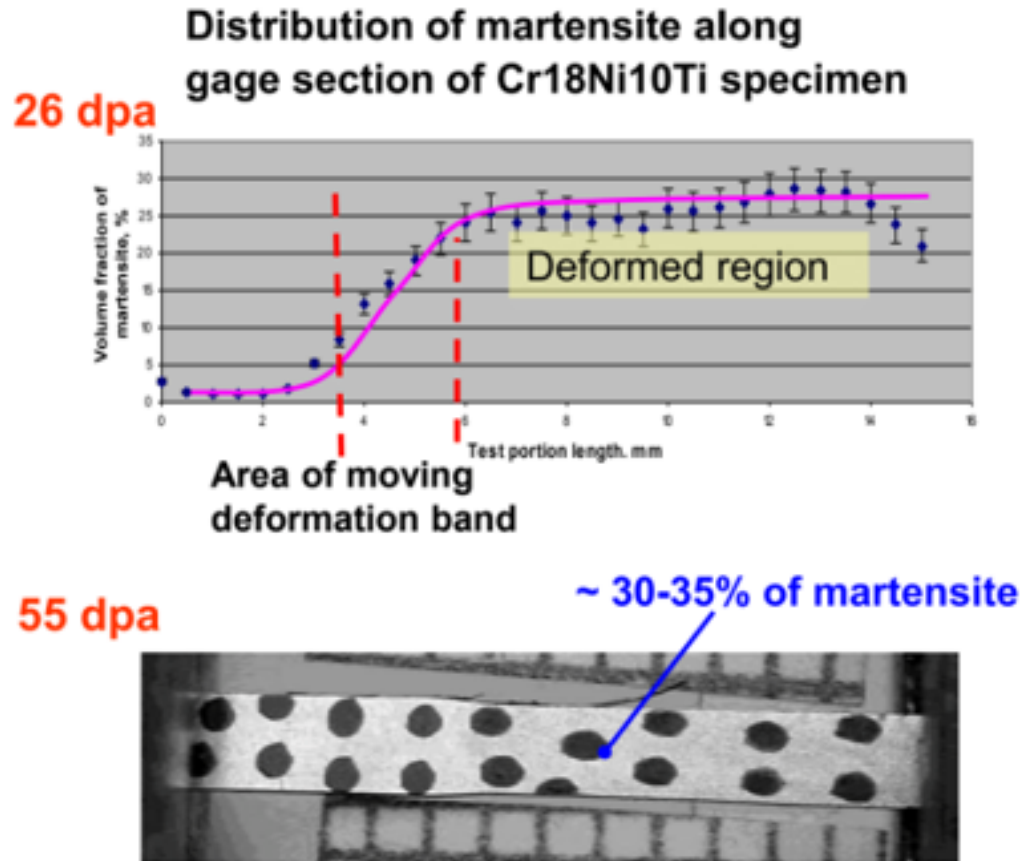 Distribution of martensite along
gage section of Cr18Ni10Ti specimen
26 dpa
35
30
25
20
15
10
5
0
Volume fraction of
martensite, %
Deformed region
0 2 4 6 8 10 12 14 16
Test portion length. mm
Area of moving
deformation band
~ 30-35% of martensite
55 dpa